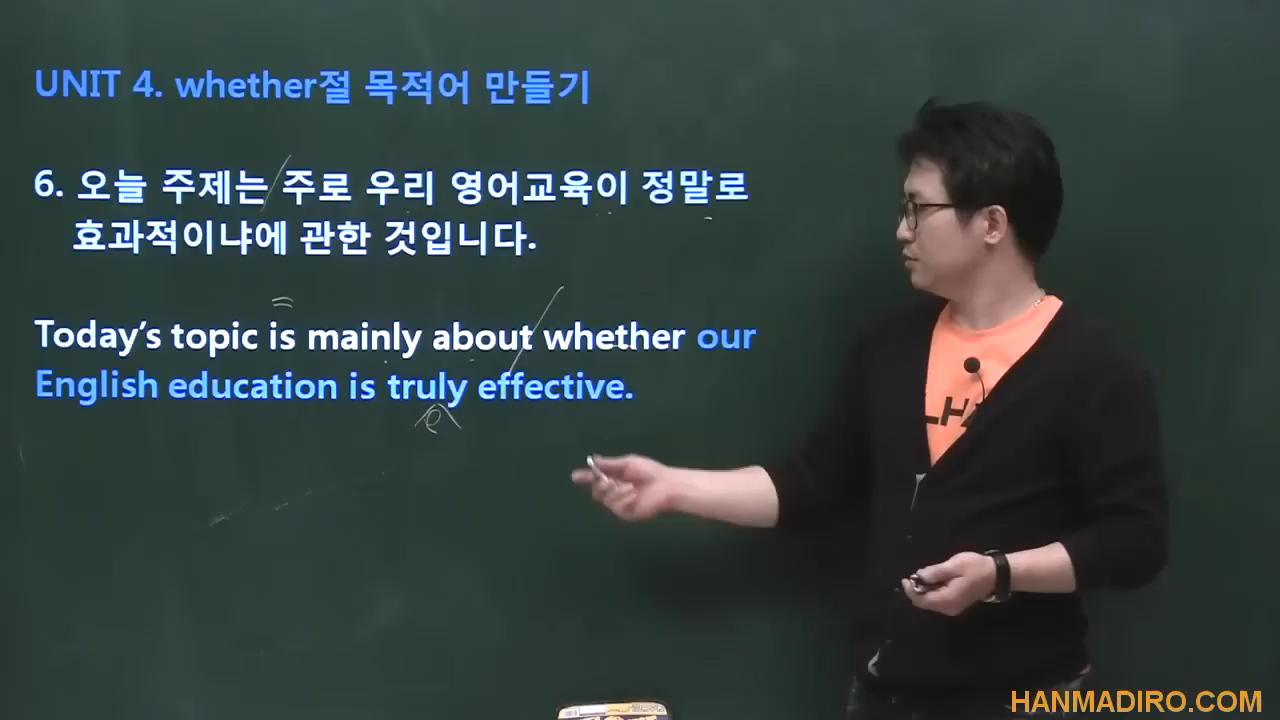 UNIT 4. whether절 목적어 만들기
6. 오늘 주제는 주로 우리 영어교육이 정말로
효과적이냐에 관한 것입니다.
Today's topic is mainly about whether our
English education is truly effective.
HANMADIRO.COM